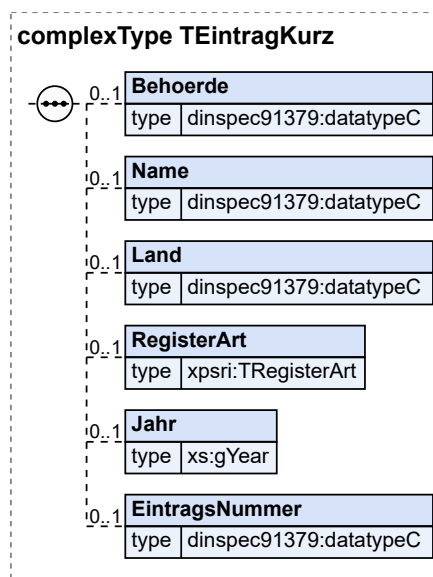 complexType TEintragKurz
0..1 Behoerde
type dinspec91379:datatypeC
0..1 Name
type dinspec91379:datatypeC
0..1 Land
type dinspec91379:datatypeC
0..1 RegisterArt
type xpsri:TRegisterArt
0..1 Jahr
type xs:gYear
0..1 EintragsNummer
type dinspec91379:datatypeC